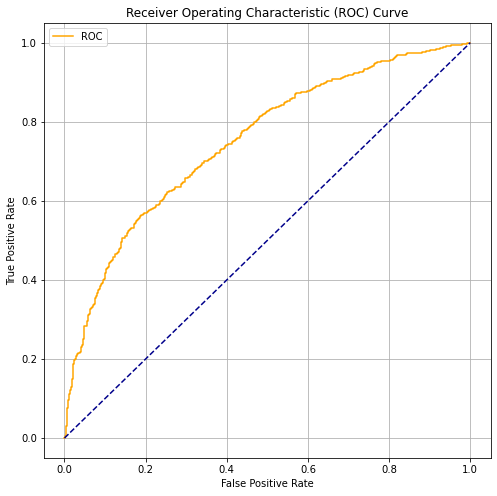 Receiver Operating Characteristic (ROC) Curve
ROC
1.0
0.8
0.6
0.4
0.2
0.0
True Positive Rate
0.0 0.2 0.4 0.6 0.8 1.0
False Positive Rate